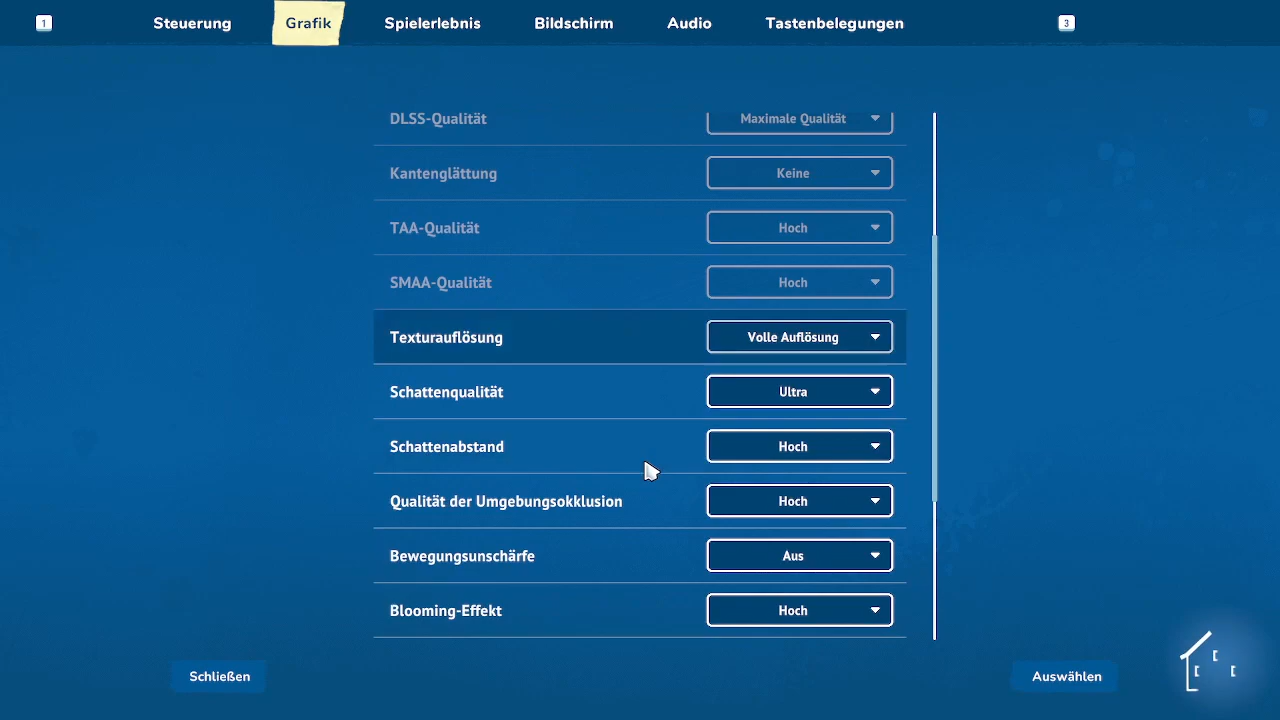 1 Steuerung Grafik Spielerlebnis Bildschirm Audio Tastenbelegungen 3
DLSS-Qualität Maximale Qualität
Kantenglättung Keine
TAA-Qualität Hoch
SMAA-Qualität Hoch
Texturauflösung Volle Auflösung
Schattenqualität Ultra
Schattenabstand Hoch
Qualität der Umgebungsokklusion Hoch
Bewegungsunschärfe Aus
Blooming-Effekt Hoch
Schließen Auswählen